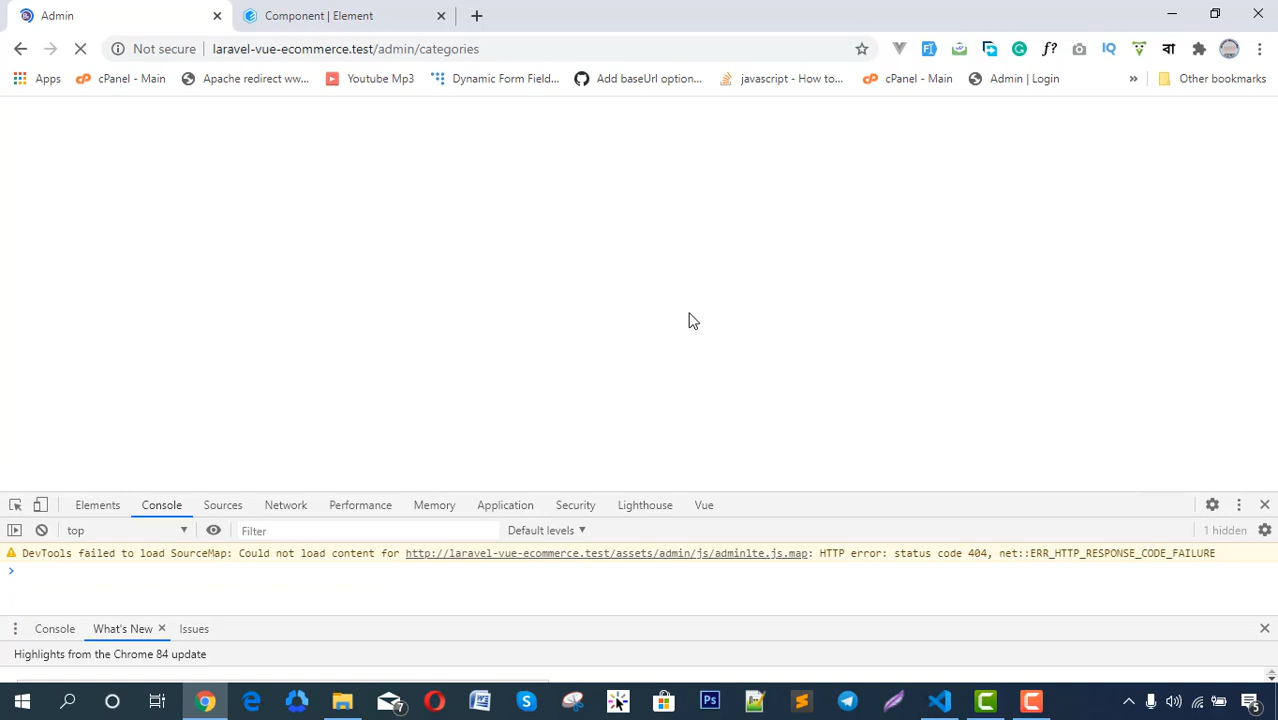 Admin
Component | Element
Not secure
laravel-vue-ecommerce.test/admin/categories
f?
IQ
বা
Apps
cPanel - Main
Apache redirect ww...
Youtube Mp3
Dynamic Form Field...
Add baseUrl option...
javascript - How to...
cPanel - Main
Admin | Login
»
Other bookmarks
Elements
Console
Sources
Network
Performance
Memory
Application
Security
Lighthouse
Vue
top
Filter
Default levels
1 hidden
DevTools failed to load SourceMap: Could not load content for http://laravel-vue-ecommerce.test/assets/admin/js/adminlte.js.map: HTTP error: status code 404, net::ERR_HTTP_RESPONSE_CODE_FAILURE
Console
What's New
Issues
Highlights from the Chrome 84 update
7
Ps
5